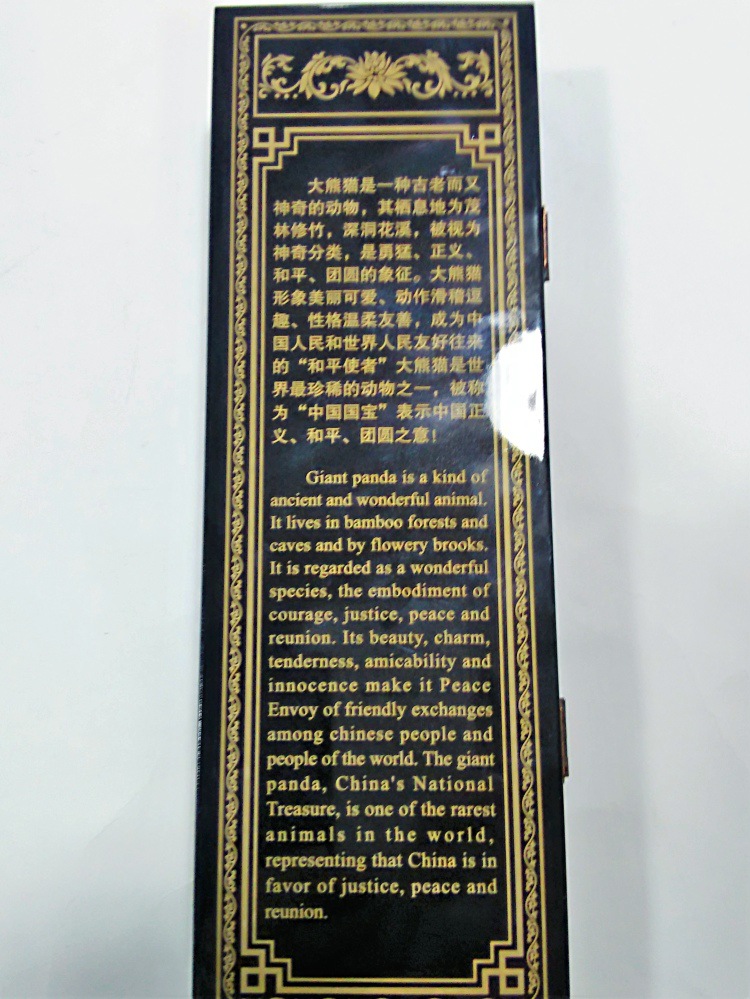 大熊猫是一种古老而又
神奇的动物，其栖息地为茂
林修竹，深洞花溪，被视为
神奇分类，是勇猛、正义、
和平、团圆的象征。大熊猫
形象美丽可爱、动作滑稽逗
趣、性格温柔友善，成为中
国人民和世界人民友好往来
的“和平使者”大熊猫是世
界最珍稀的动物之一，被称
为“中国国宝”表示中国正
义、和平、团圆之意！
Giant panda is a kind of
ancient and wonderful animal.
It lives in bamboo forests and
caves and by flowery brooks.
It is regarded as a wonderful
species, the embodiment of
courage, justice, peace and
reunion. Its beauty, charm,
tenderness, amicability and
innocence make it Peace
Envoy of friendly exchanges
among chinese people and
people of the world. The giant
panda, China's National
Treasure, is one of the rarest
animals in the world,
representing that China is in
favor of justice, peace and
reunion.